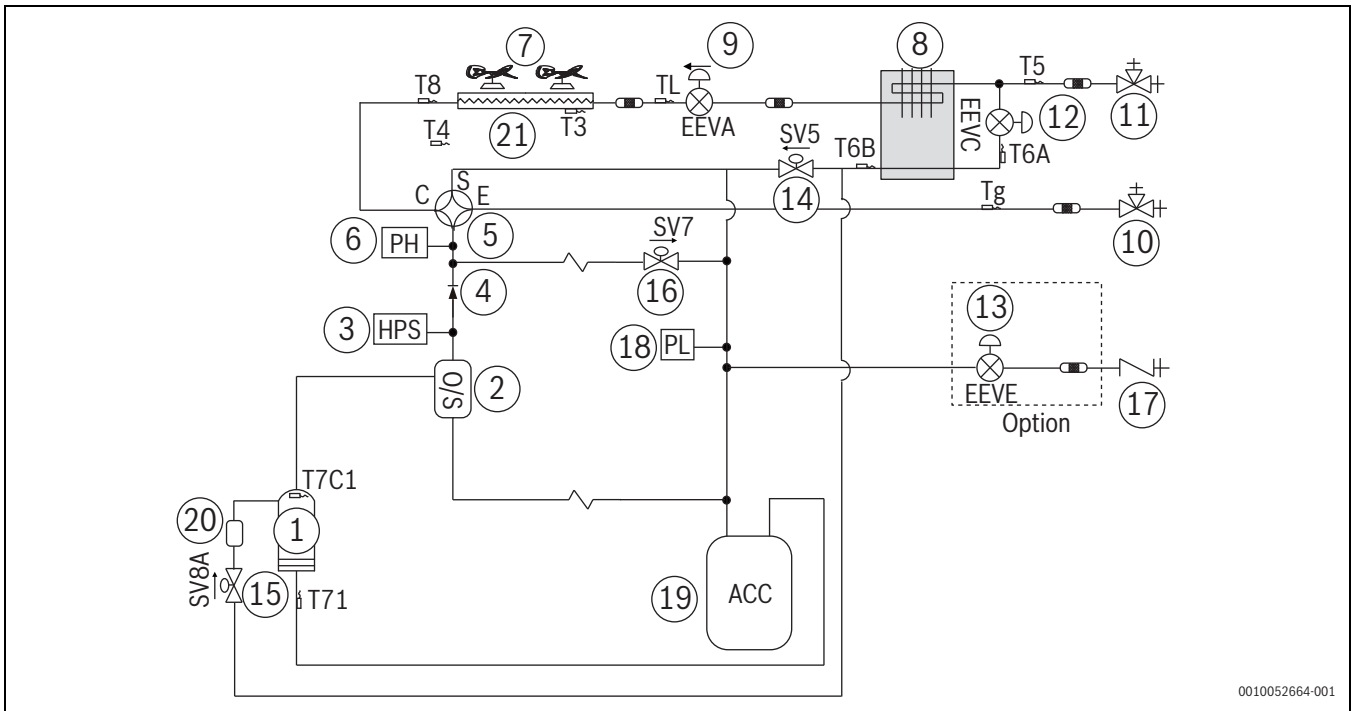 7
9
8
T8
TL
T5
T4
T3
EEVA
EEVC
21
12
11
SV5
T6B
T6A
C
S
E
14
Tg
6
PH
5
SV7
10
4
16
13
3
HPS
18
PL
O/S
2
EEVE
17
Option
T7C1
20
1
SV8A
15
T71
19
ACC
0010052664-001